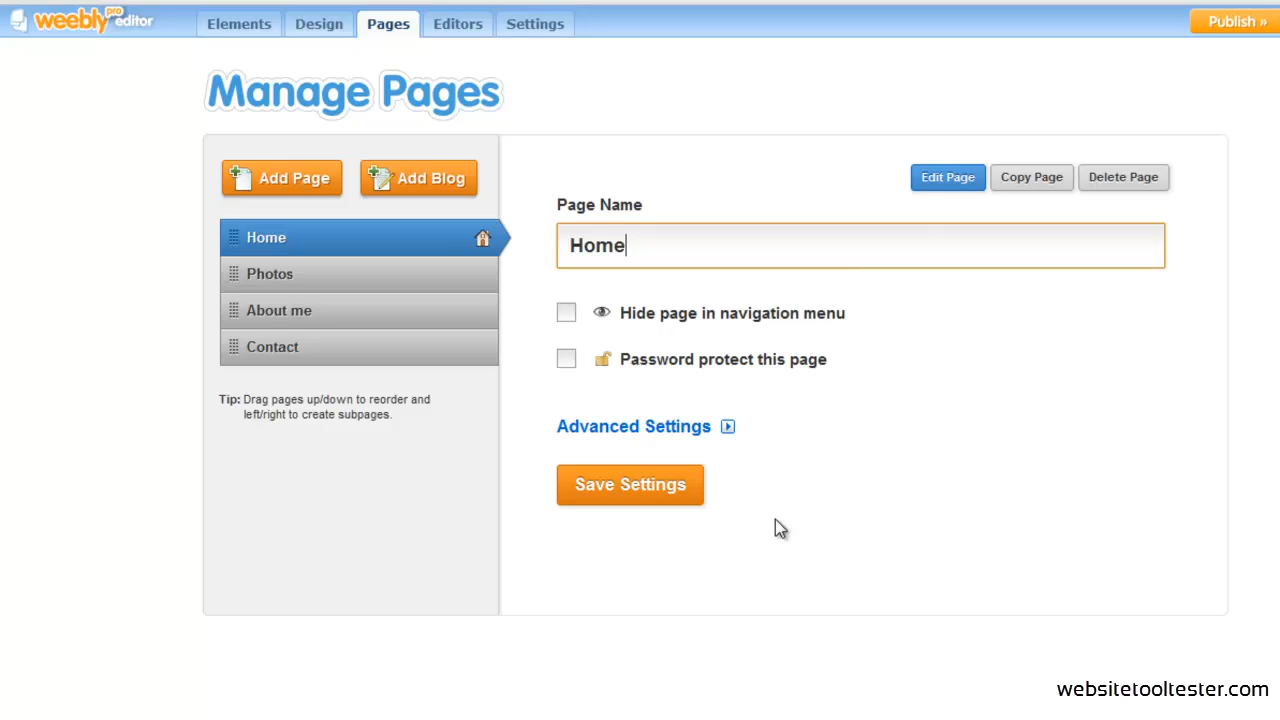 weebly pro editor
Elements Design Pages Editors Settings
Publish »
Manage Pages
Add Page Add Blog
Edit Page Copy Page Delete Page
Page Name
Home
Home
Photos
About me
Contact
Tip: Drag pages up/down to reorder and
left/right to create subpages.
Hide page in navigation menu
Password protect this page
Advanced Settings
Save Settings
websitetooltester.com